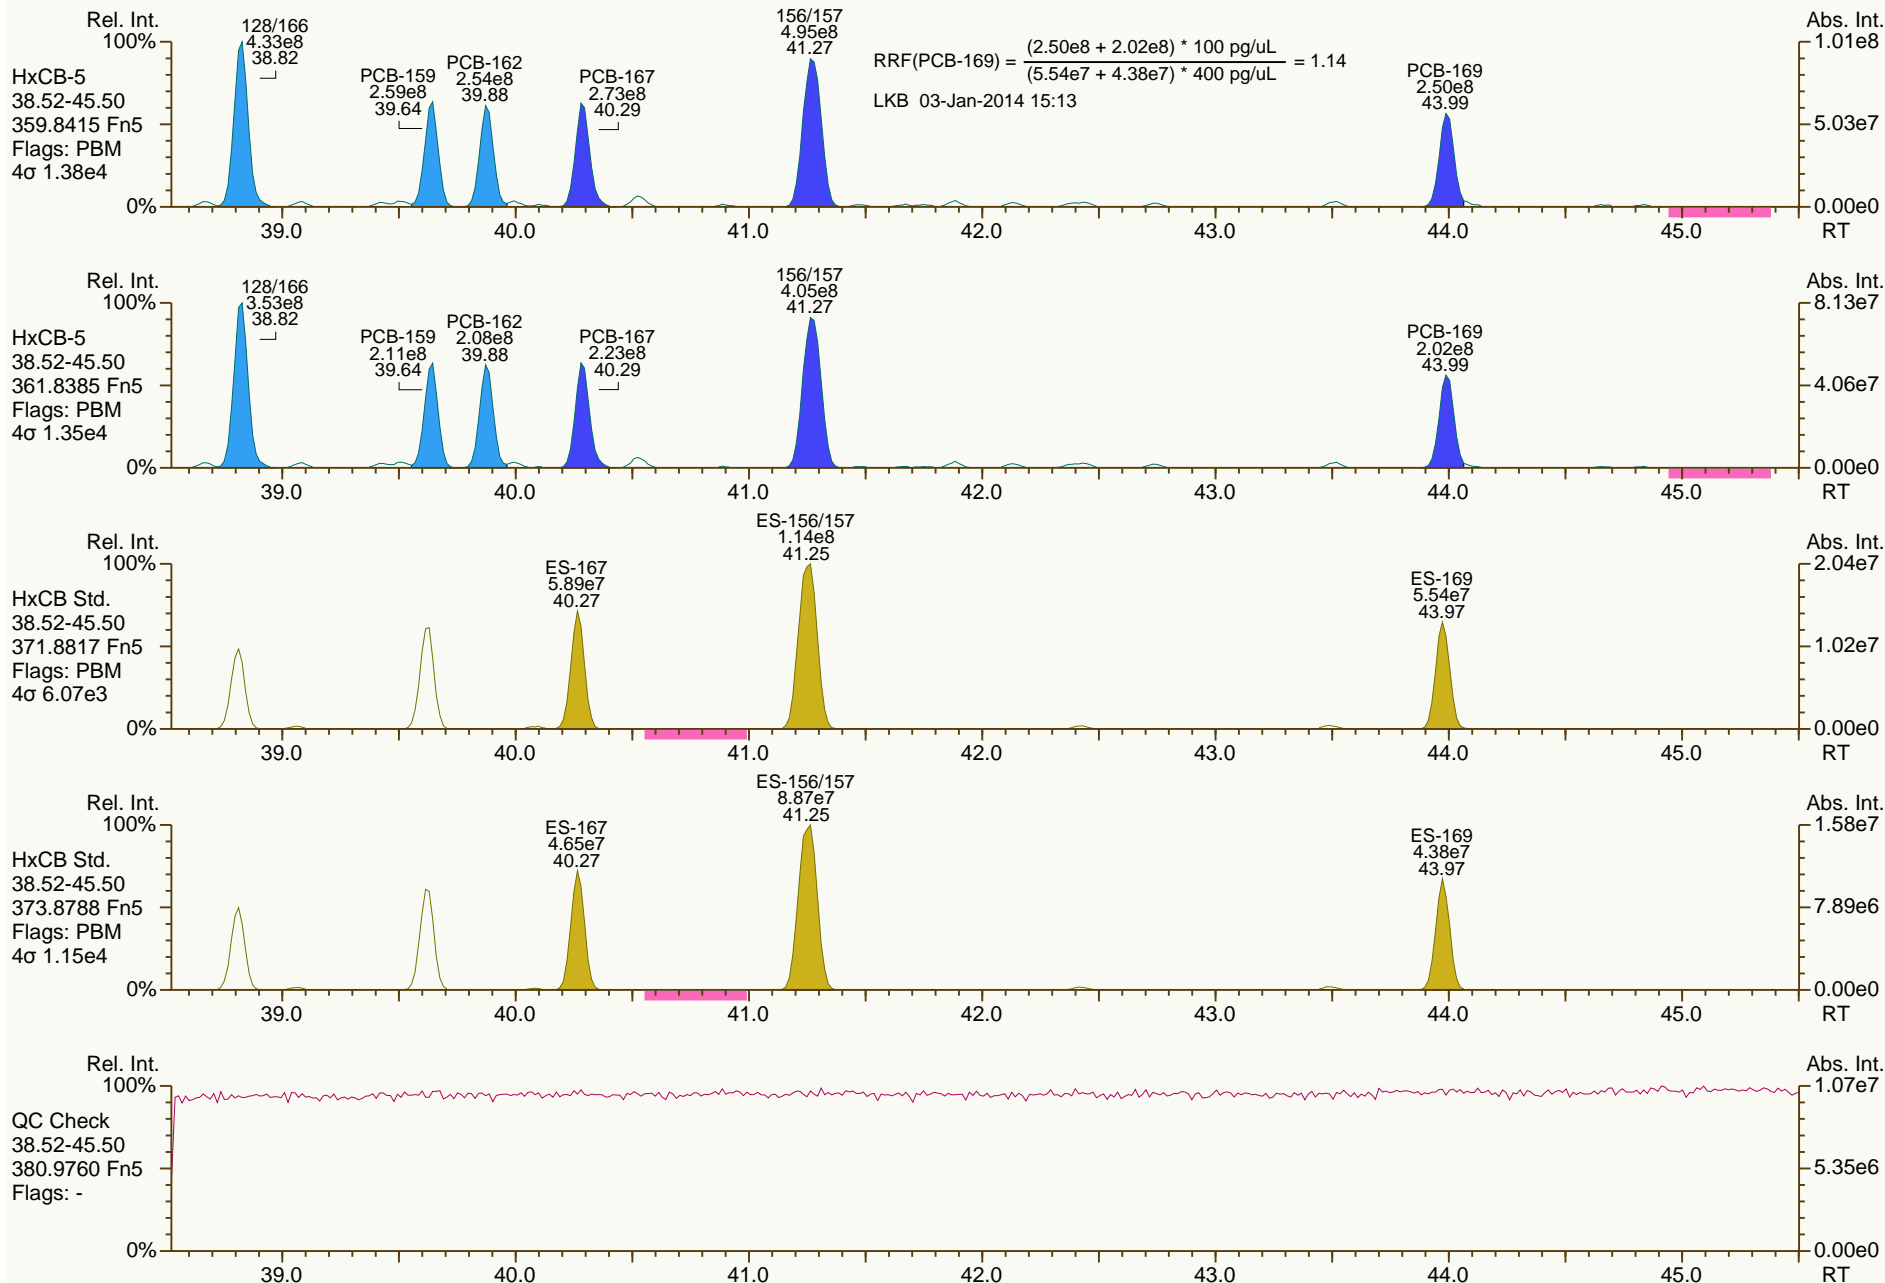 Rel. Int.
Abs. Int.
100%
50%
0%
1.01e8
5.03e7
0.00e0
HxCB-5
38.52-45.50
359.8415 Fn5
Flags: PBM
4σ 1.38e4
128/166
4.33e8
38.82
PCB-159
2.59e8
39.64
PCB-162
2.54e8
39.88
PCB-167
2.73e8
40.29
156/157
4.95e8
41.27
RRF(PCB-169) = (2.50e8 + 2.02e8) * 100 pg/uL
(5.54e7 + 4.38e7) * 400 pg/uL = 1.14
LKB 03-Jan-2014 15:13
PCB-169
2.50e8
43.99
39.0 40.0 41.0 42.0 43.0 44.0 45.0 RT
Rel. Int.
Abs. Int.
100%
50%
0%
8.13e7
4.06e7
0.00e0
HxCB-5
38.52-45.50
361.8385 Fn5
Flags: PBM
4σ 1.35e4
128/166
3.53e8
38.82
PCB-159
2.11e8
39.64
PCB-162
2.08e8
39.88
PCB-167
2.23e8
40.29
156/157
4.05e8
41.27
PCB-169
2.02e8
43.99
39.0 40.0 41.0 42.0 43.0 44.0 45.0 RT
Rel. Int.
Abs. Int.
100%
50%
0%
2.04e7
1.02e7
0.00e0
HxCB Std.
38.52-45.50
371.8817 Fn5
Flags: PBM
4σ 6.07e3
ES-167
5.89e7
40.27
ES-156/157
1.14e8
41.25
ES-169
5.54e7
43.97
39.0 40.0 41.0 42.0 43.0 44.0 45.0 RT
Rel. Int.
Abs. Int.
100%
50%
0%
1.58e7
7.89e6
0.00e0
HxCB Std.
38.52-45.50
373.8788 Fn5
Flags: PBM
4σ 1.15e4
ES-167
4.65e7
40.27
ES-156/157
8.87e7
41.25
ES-169
4.38e7
43.97
39.0 40.0 41.0 42.0 43.0 44.0 45.0 RT
Rel. Int.
Abs. Int.
100%
50%
0%
1.07e7
5.35e6
0.00e0
QC Check
38.52-45.50
380.9760 Fn5
Flags: -
39.0 40.0 41.0 42.0 43.0 44.0 45.0 RT